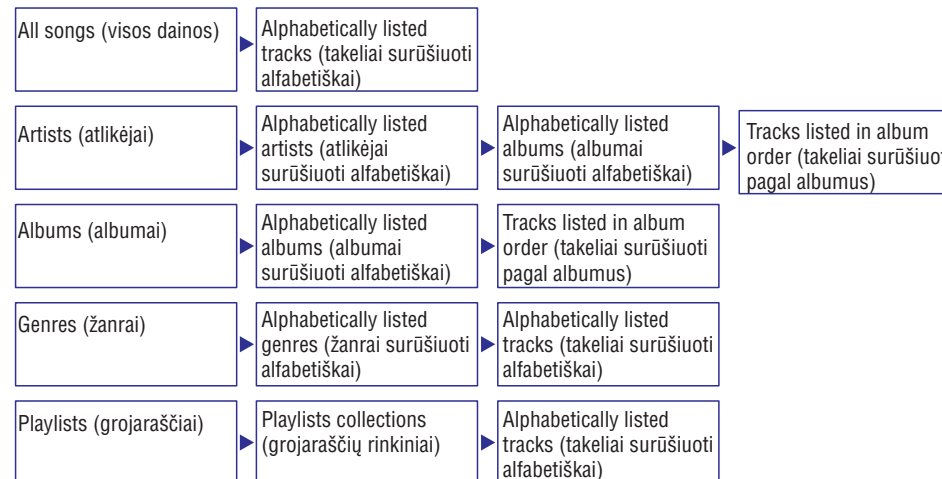 All songs (visos dainos)
Alphabetically listed
tracks (takeliai surūšiuoti
alfabetiškai)
Artists (atlikėjai)
Alphabetically listed
artists (atlikėjai
surūšiuoti alfabetiškai)
Alphabetically listed
albums (albumai
surūšiuoti alfabetiškai)
Tracks listed in album
order (takeliai surūšiuot
pagal albumus)
Albums (albumai)
Alphabetically listed
albums (albumai
surūšiuoti alfabetiškai)
Tracks listed in album
order (takeliai surūšiuoti
pagal albumus)
Genres (žanrai)
Alphabetically listed
genres (žanrai surūšiuoti
alfabetiškai)
Alphabetically listed
tracks (takeliai surūšiuoti
alfabetiškai)
Playlists (grojaraščiai)
Playlists collections
(grojaraščių rinkiniai)
Alphabetically listed
tracks (takeliai surūšiuoti
alfabetiškai)